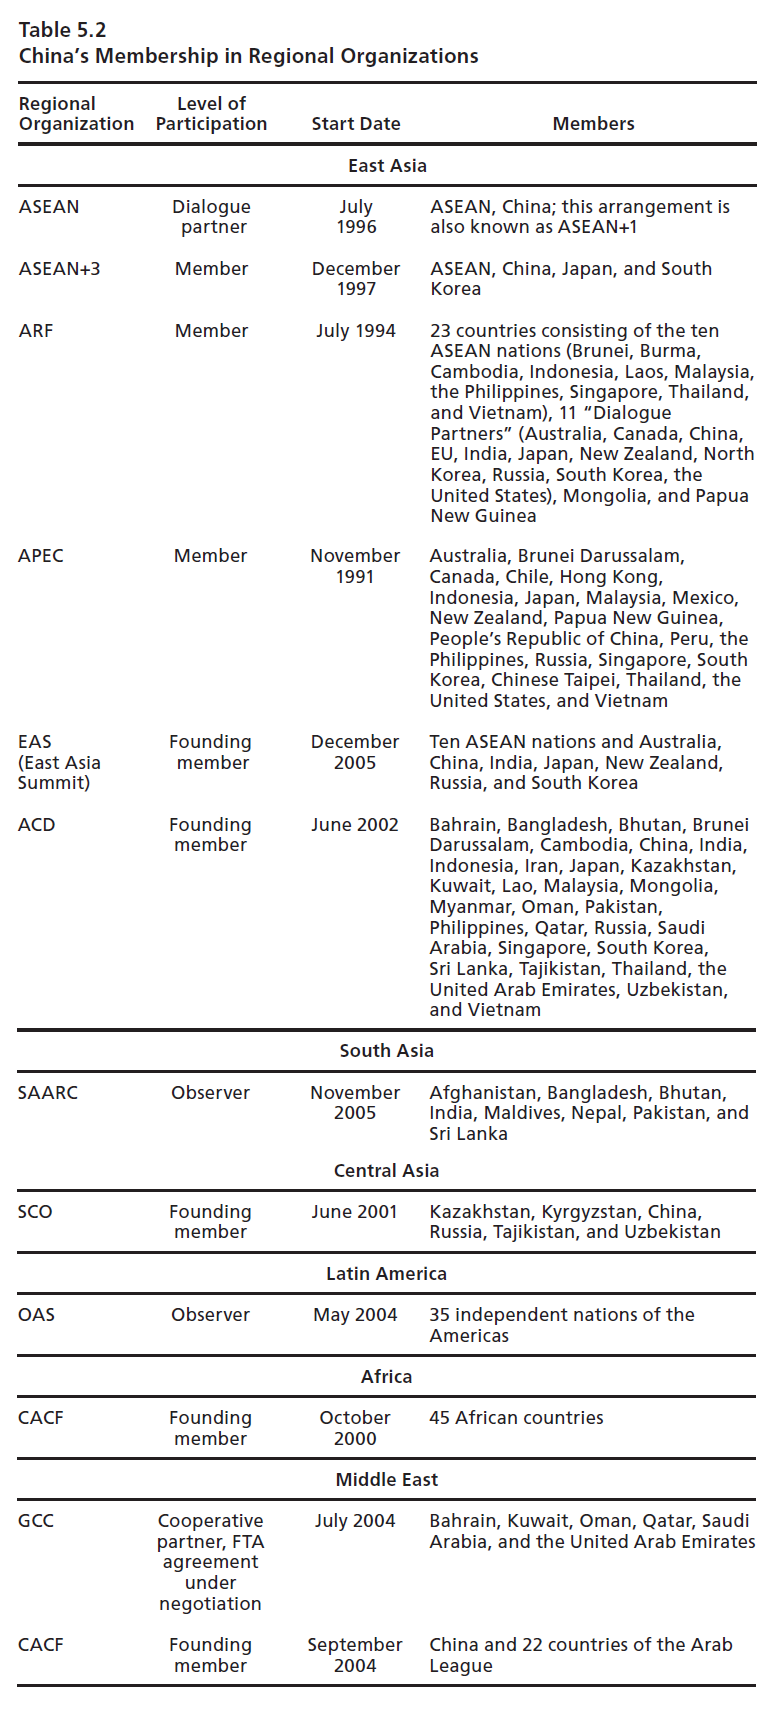 Table 5.2
China's Membership in Regional Organizations
Regional Organization Level of Participation Start Date Members
East Asia
ASEAN Dialogue partner July 1996 ASEAN, China; this arrangement is
also known as ASEAN+1
ASEAN+3 Member December 1997 ASEAN, China, Japan, and South
Korea
ARF Member July 1994 23 countries consisting of the ten
ASEAN nations (Brunei, Burma,
Cambodia, Indonesia, Laos, Malaysia,
the Philippines, Singapore, Thailand,
and Vietnam), 11 “Dialogue
Partners” (Australia, Canada, China,
EU, India, Japan, New Zealand, North
Korea, Russia, South Korea, the
United States), Mongolia, and Papua
New Guinea
APEC Member November 1991 Australia, Brunei Darussalam,
Canada, Chile, Hong Kong,
Indonesia, Japan, Malaysia, Mexico,
New Zealand, Papua New Guinea,
People's Republic of China, Peru, the
Philippines, Russia, Singapore, South
Korea, Chinese Taipei, Thailand, the
United States, and Vietnam
EAS (East Asia Summit) Founding member December 2005 Ten ASEAN nations and Australia,
China, India, Japan, New Zealand,
Russia, and South Korea
ACD Founding member June 2002 Bahrain, Bangladesh, Bhutan, Brunei
Darussalam, Cambodia, China, India,
Indonesia, Iran, Japan, Kazakhstan,
Kuwait, Lao, Malaysia, Mongolia,
Myanmar, Oman, Pakistan,
Philippines, Qatar, Russia, Saudi
Arabia, Singapore, South Korea,
Sri Lanka, Tajikistan, Thailand, the
United Arab Emirates, Uzbekistan,
and Vietnam
South Asia
SAARC Observer November 2005 Afghanistan, Bangladesh, Bhutan,
India, Maldives, Nepal, Pakistan, and
Sri Lanka
Central Asia
SCO Founding member June 2001 Kazakhstan, Kyrgyzstan, China,
Russia, Tajikistan, and Uzbekistan
Latin America
OAS Observer May 2004 35 independent nations of the
Americas
Africa
CACF Founding member October 2000 45 African countries
Middle East
GCC Cooperative partner, FTA agreement under negotiation July 2004 Bahrain, Kuwait, Oman, Qatar, Saudi
Arabia, and the United Arab Emirates
CACF Founding member September 2004 China and 22 countries of the Arab
League